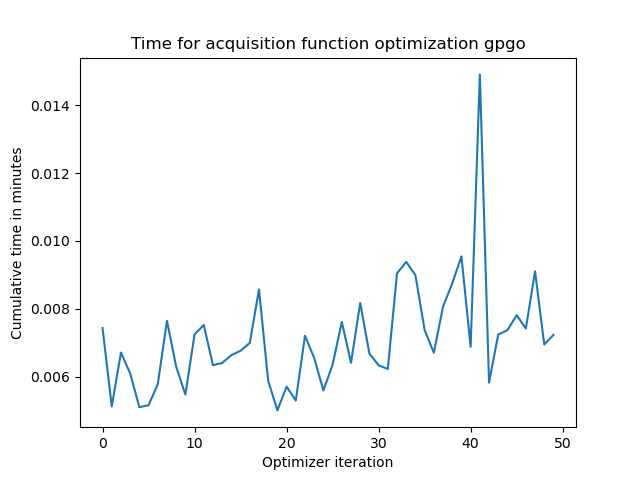 Time for acquisition function optimization gpgo
Cumulative time in minutes
0.014
0.012
0.010
0.008
0.006
0 10 20 30 40 50
Optimizer iteration